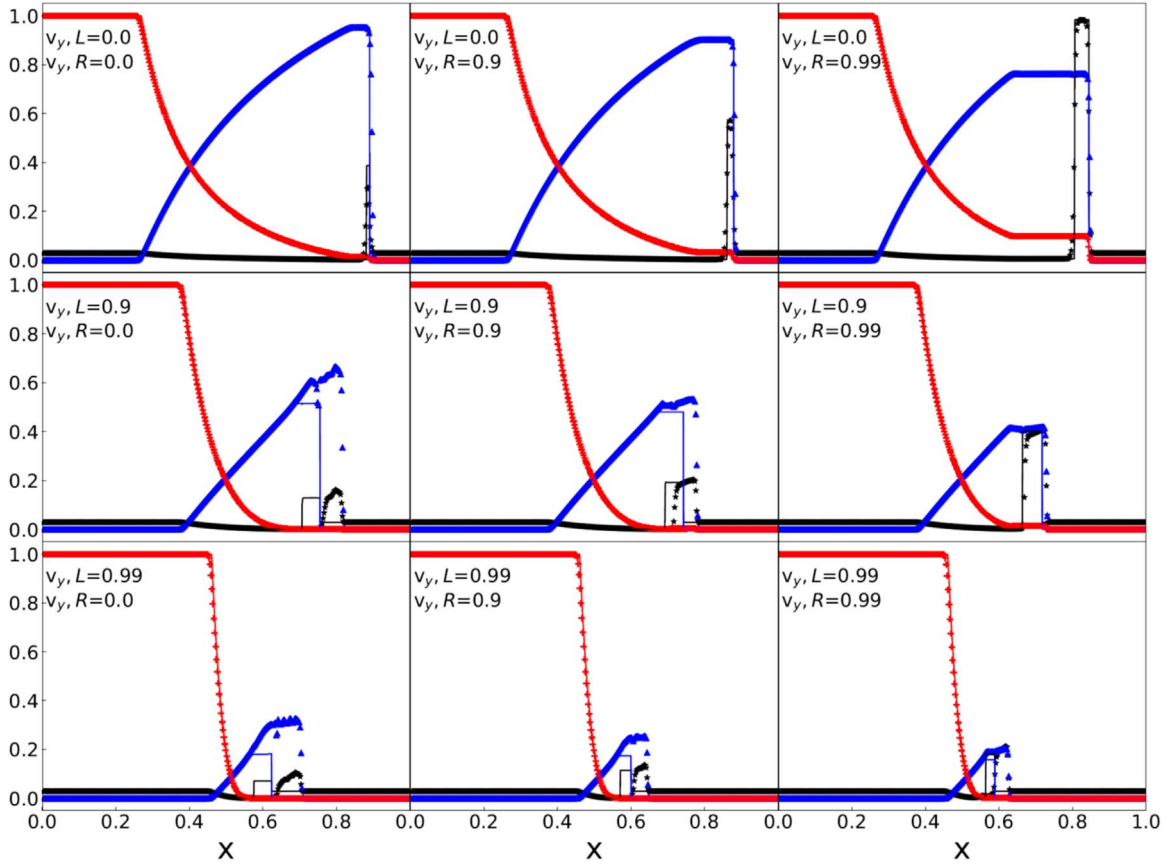 1.0
0.8
0.6
0.4
0.2
0.0
v_y, L=0.0
v_y, R=0.0
v_y, L=0.0
v_y, R=0.9
v_y, L=0.0
v_y, R=0.99
1.0
0.8
0.6
0.4
0.2
0.0
v_y, L=0.9
v_y, R=0.0
v_y, L=0.9
v_y, R=0.9
v_y, L=0.9
v_y, R=0.99
1.0
0.8
0.6
0.4
0.2
0.0
v_y, L=0.99
v_y, R=0.0
v_y, L=0.99
v_y, R=0.9
v_y, L=0.99
v_y, R=0.99
0.0 0.2 0.4 0.6 0.8 0.0 0.2 0.4 0.6 0.8 0.0 0.2 0.4 0.6 0.8 1.0
X X X